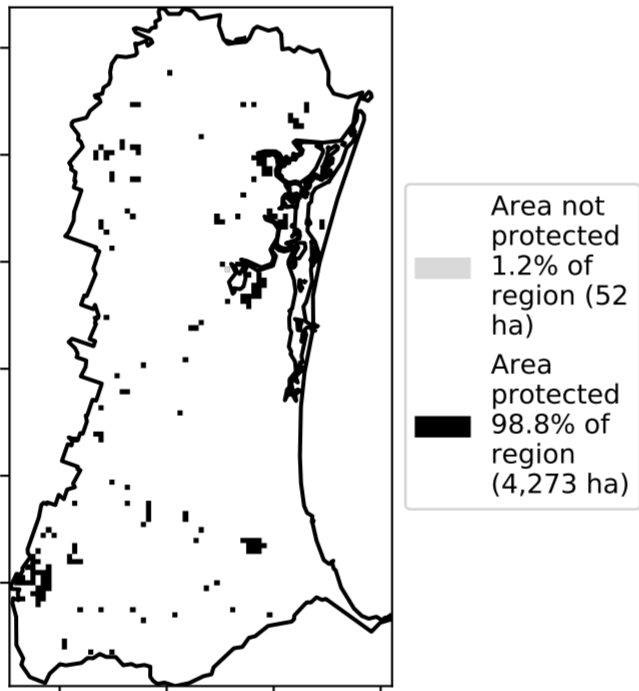 Area not
protected
1.2% of
region (52
ha)
Area
protected
98.8% of
region
(4,273 ha)